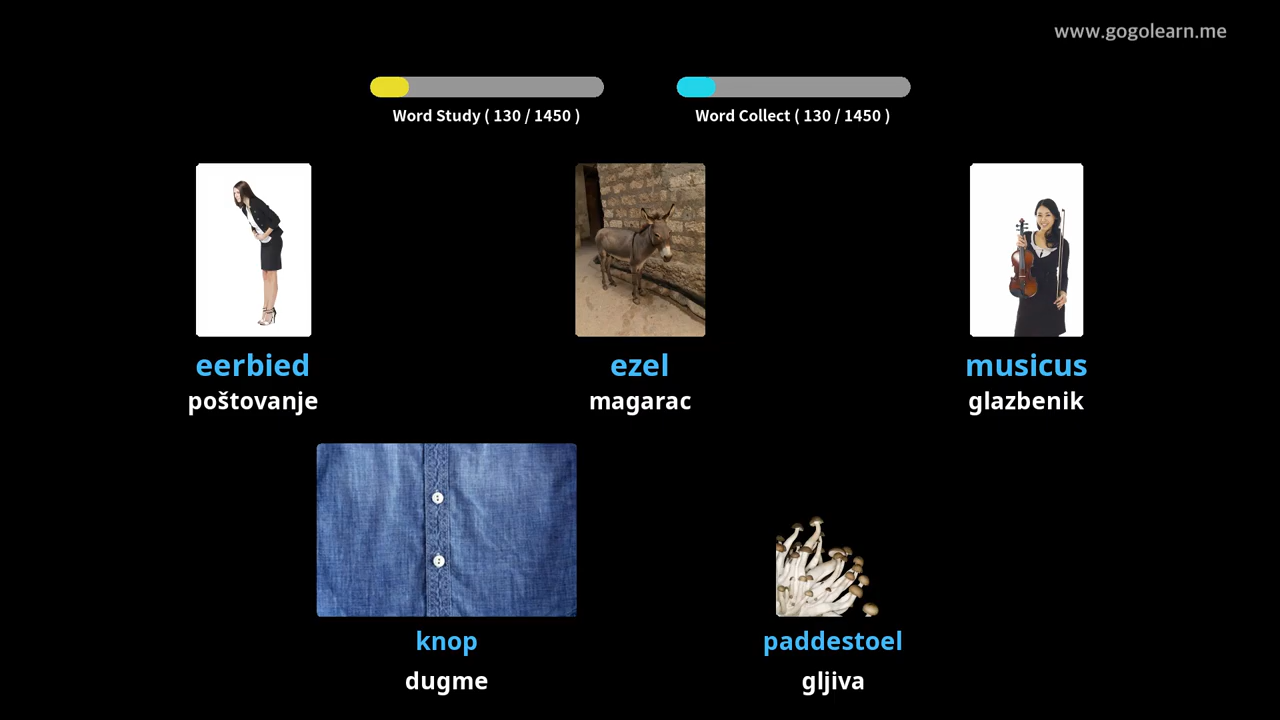 www.gogolearn.me
Word Study ( 130 / 1450 )
Word Collect ( 130 / 1450 )
eerbied
poštovanje
ezel
magarac
musicus
glazbenik
knop
dugme
paddestoel
gljiva